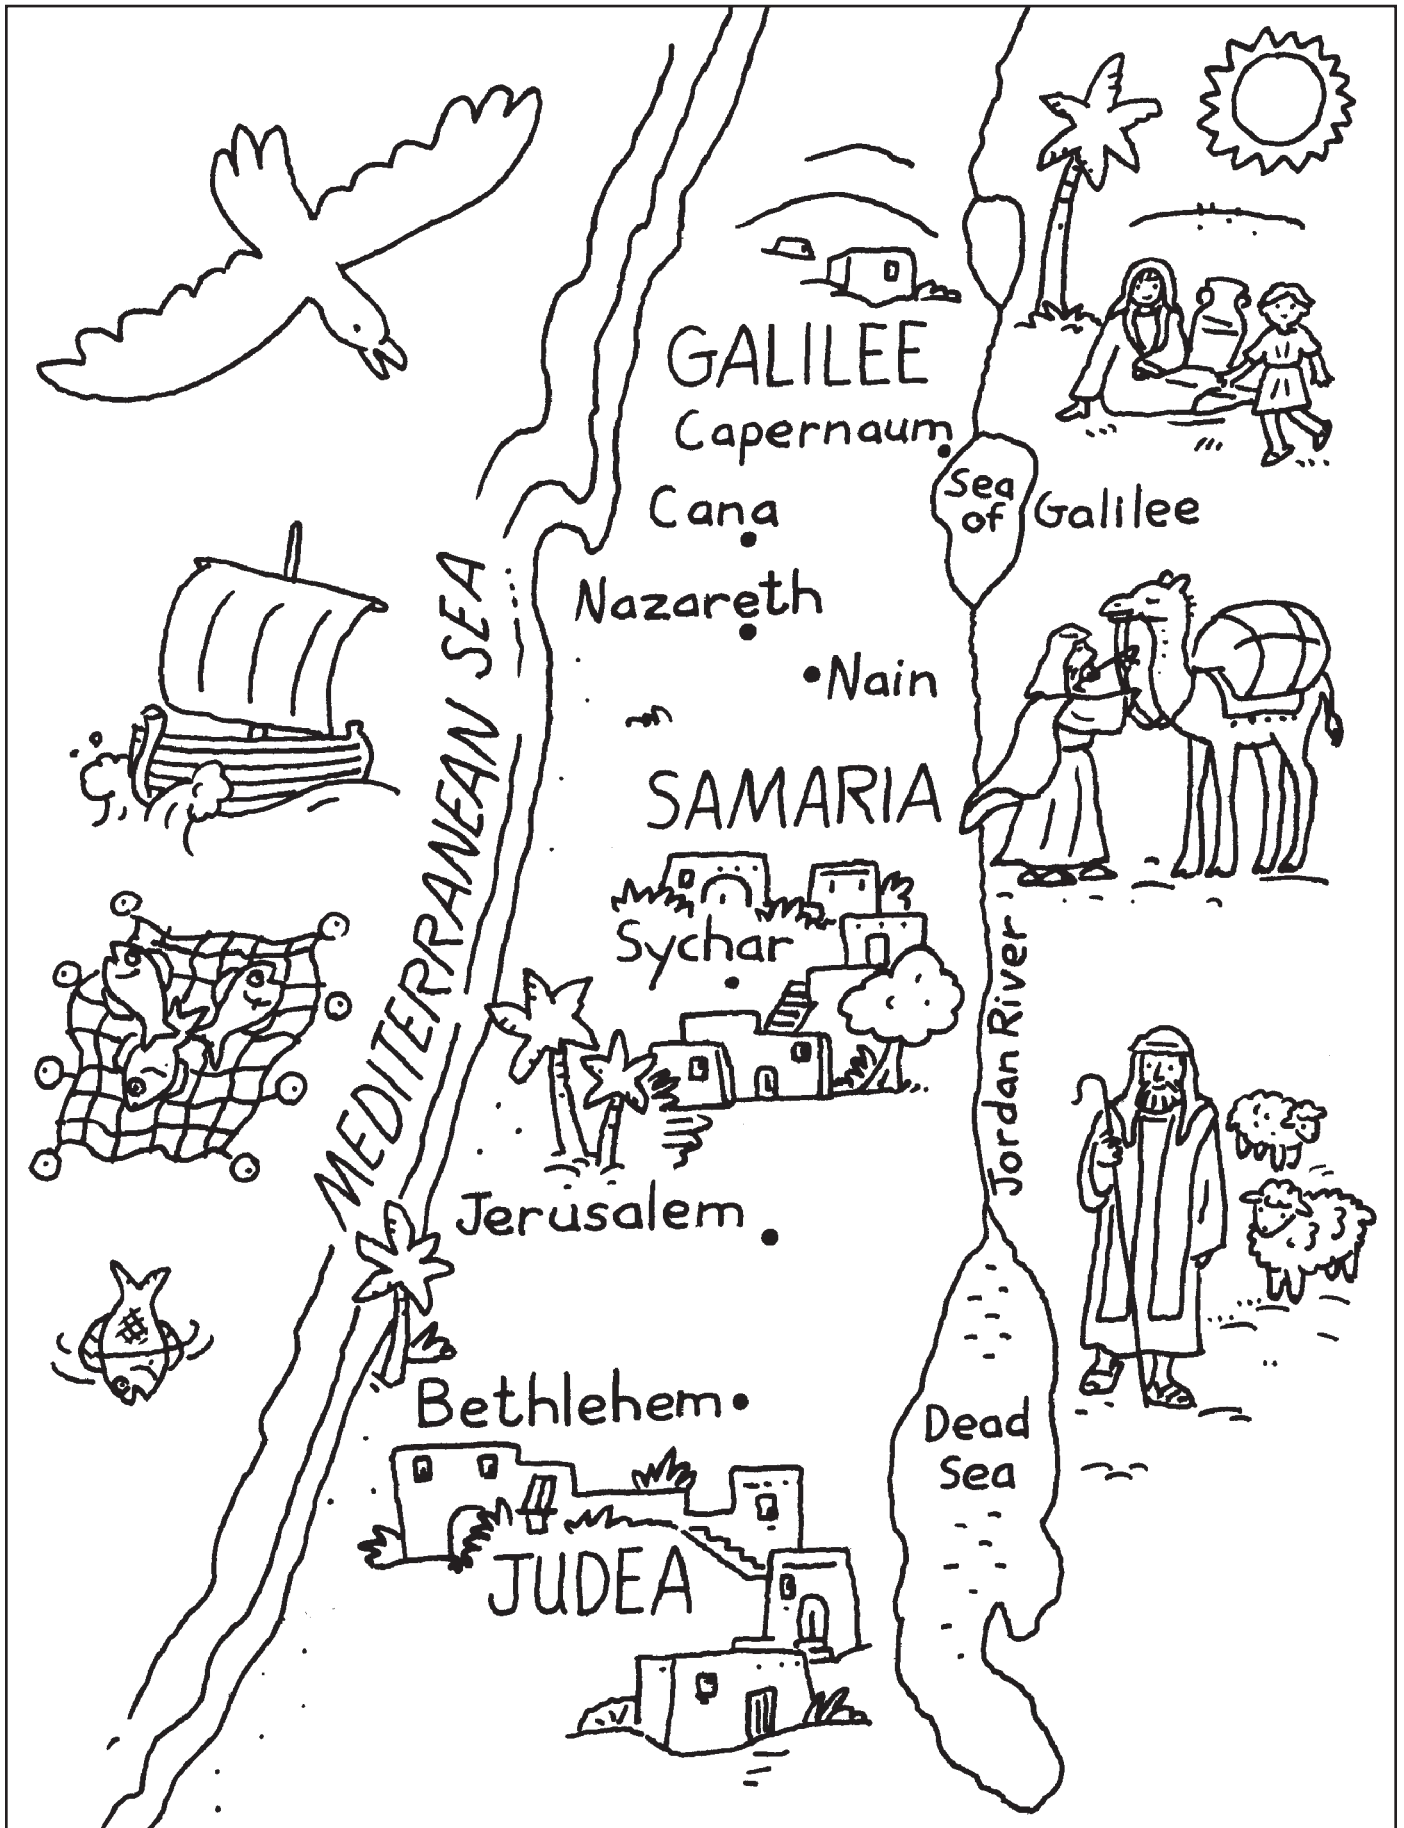 GALILEE
Capernaum
Sea
of Galilee
Cana
Nazareth
Nain
MEDITERRANEAN SEA
SAMARIA
Sychar
Jordan River
Jerusalem
Bethlehem
Dead
Sea
JUDEA